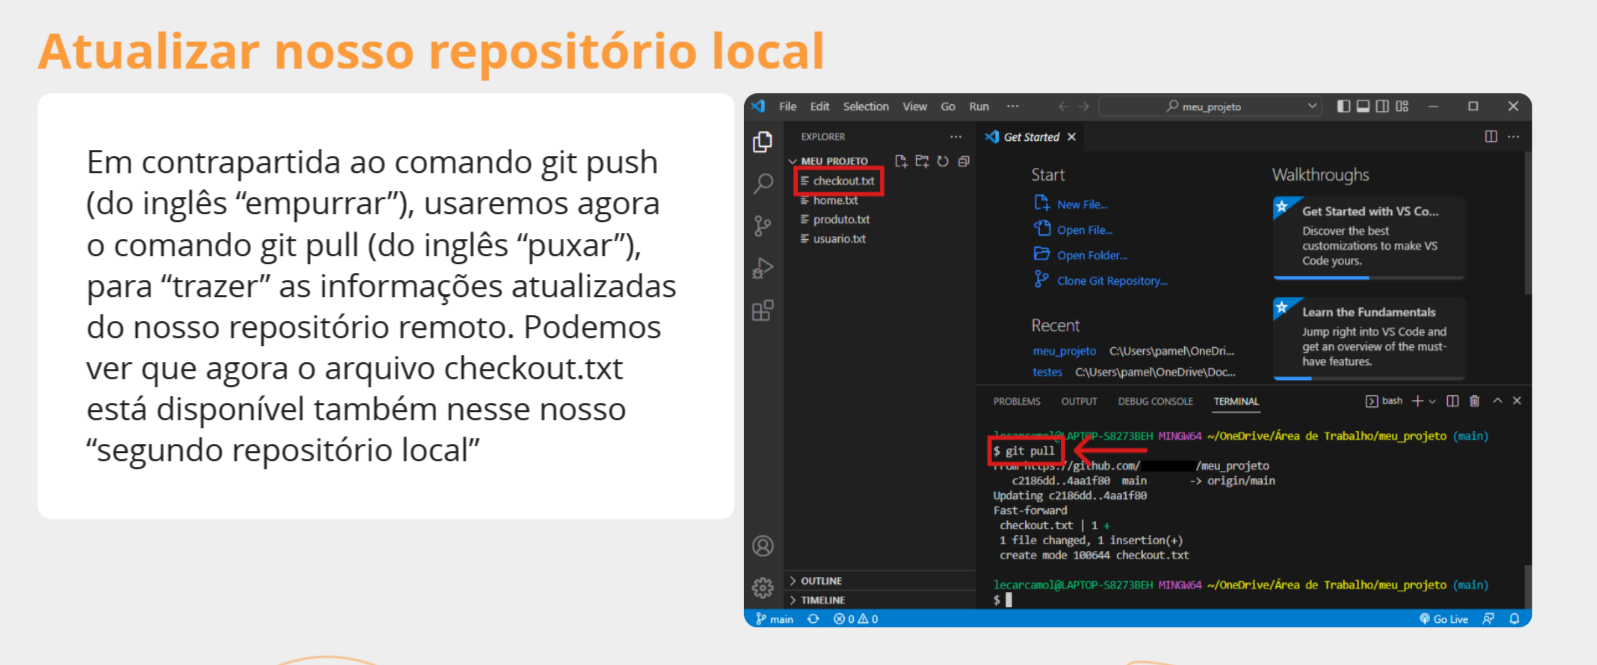 Atualizar nosso repositório local
Em contrapartida ao comando git push
(do inglês “empurrar”), usaremos agora
o comando git pull (do inglês “puxar”),
para “trazer” as informações atualizadas
do nosso repositório remoto. Podemos
ver que agora o arquivo checkout.txt
está disponível também nesse nosso
“segundo repositório local”
File Edit Selection View Go Run ··· meu_projeto
EXPLORER ···
MEU PROJETO
checkout.txt
home.txt
produto.txt
usuario.txt
OUTLINE
TIMELINE
Get Started
Start
New File...
Open File...
Open Folder...
Clone Git Repository...
Recent
meu_projeto C:\Users\pamel\OneDri...
testes C:\Users\pamel\OneDrive\Doc...
Walkthroughs
Get Started with VS Co...
Discover the best
customizations to make VS
Code yours.
Learn the Fundamentals
Jump right into VS Code and
get an overview of the must-
have features.
PROBLEMS OUTPUT DEBUG CONSOLE TERMINAL bash
lecarcamol@LAPTOP-S8273BEH MINGW64 ~/OneDrive/Área de Trabalho/meu_projeto (main)
$ git pull
From https://github.com/ /meu_projeto
c2186dd..4aa1f80 main -> origin/main
Updating c2186dd..4aa1f80
Fast-forward
checkout.txt | 1 +
1 file changed, 1 insertion(+)
create mode 100644 checkout.txt
lecarcamol@LAPTOP-S8273BEH MINGW64 ~/OneDrive/Área de Trabalho/meu_projeto (main)
$
main 0 0 Go Live